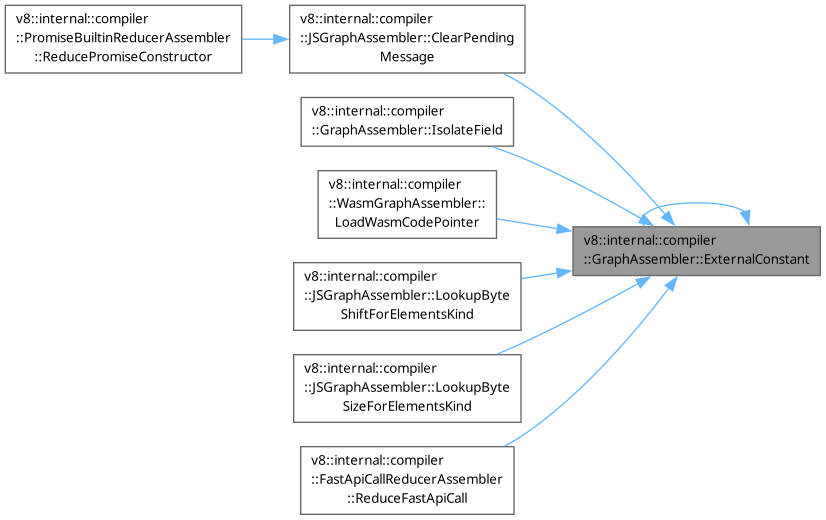 v8::internal::compiler
::PromiseBuiltinReducerAssembler
::ReducePromiseConstructor
v8::internal::compiler
::JSGraphAssembler::ClearPending
Message
v8::internal::compiler
::GraphAssembler::IsolateField
v8::internal::compiler
::WasmGraphAssembler::
LoadWasmCodePointer
v8::internal::compiler
::GraphAssembler::ExternalConstant
v8::internal::compiler
::JSGraphAssembler::LookupByte
ShiftForElementsKind
v8::internal::compiler
::JSGraphAssembler::LookupByte
SizeForElementsKind
v8::internal::compiler
::FastApiCallReducerAssembler
::ReduceFastApiCall